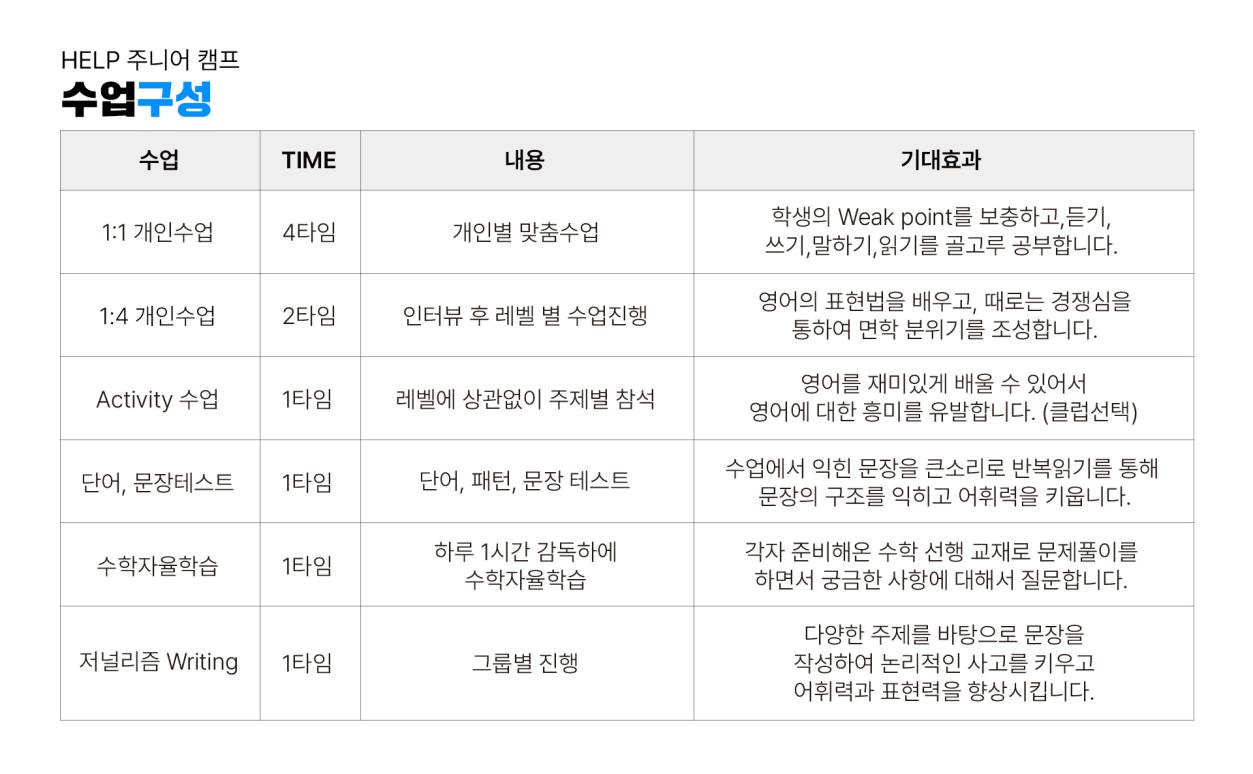 HELP 주니어 캠프
수업구성
수업
TIME
내용
기대효과
1:1 개인수업
4타임
개인별 맞춤수업
학생의 Weak point를 보충하고,듣기,
쓰기,말하기,읽기를 골고루 공부합니다.
1:4 개인수업
2타임
인터뷰 후 레벨 별 수업진행
영어의 표현법을 배우고, 때로는 경쟁심을
통하여 면학 분위기를 조성합니다.
Activity 수업
1타임
레벨에 상관없이 주제별 참석
영어를 재미있게 배울 수 있어서
영어에 대한 흥미를 유발합니다. (클럽선택)
단어, 문장테스트
1타임
단어, 패턴, 문장 테스트
수업에서 익힌 문장을 큰소리로 반복읽기를 통해
문장의 구조를 익히고 어휘력을 키웁니다.
수학자율학습
1타임
하루 1시간 감독하에
수학자율학습
각자 준비해온 수학 선행 교재로 문제풀이를
하면서 궁금한 사항에 대해서 질문합니다.
저널리즘 Writing
1타임
그룹별 진행
다양한 주제를 바탕으로 문장을
작성하여 논리적인 사고를 키우고
어휘력과 표현력을 향상시킵니다.